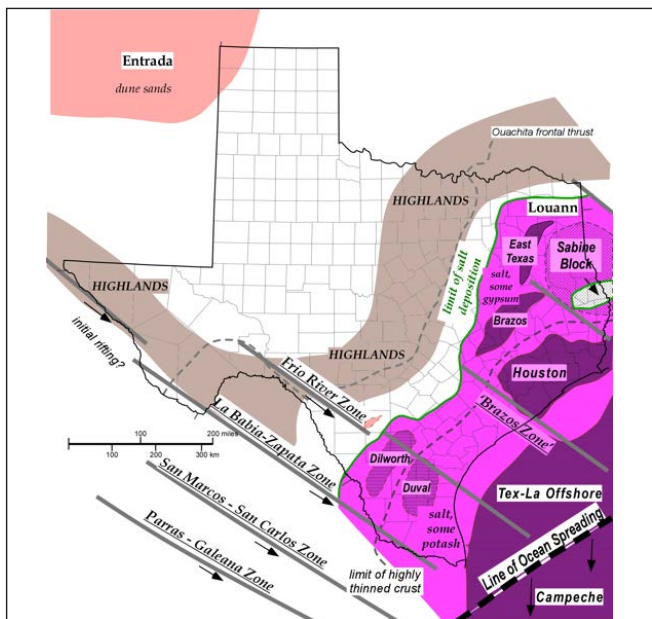 Entrada
dune sands
Ouachita frontal thrust
HIGHLANDS
Louann
East
Texas
Sabine
Block
limit of salt
deposition
salt,
some
gypsum
HIGHLANDS
initial rifting?
Brazos
HIGHLANDS
Frio River Zone
Houston
La Babia-Zapata Zone
'Brazos Zone'
0 100 200 miles
100 200 300 km
Dilworth
Duval
San Marcos - San Carlos Zone
Tex-La Offshore
salt,
some
potash
Parras - Galeana Zone
Line of Ocean Spreading
limit of highly
thinned crust
Campeche